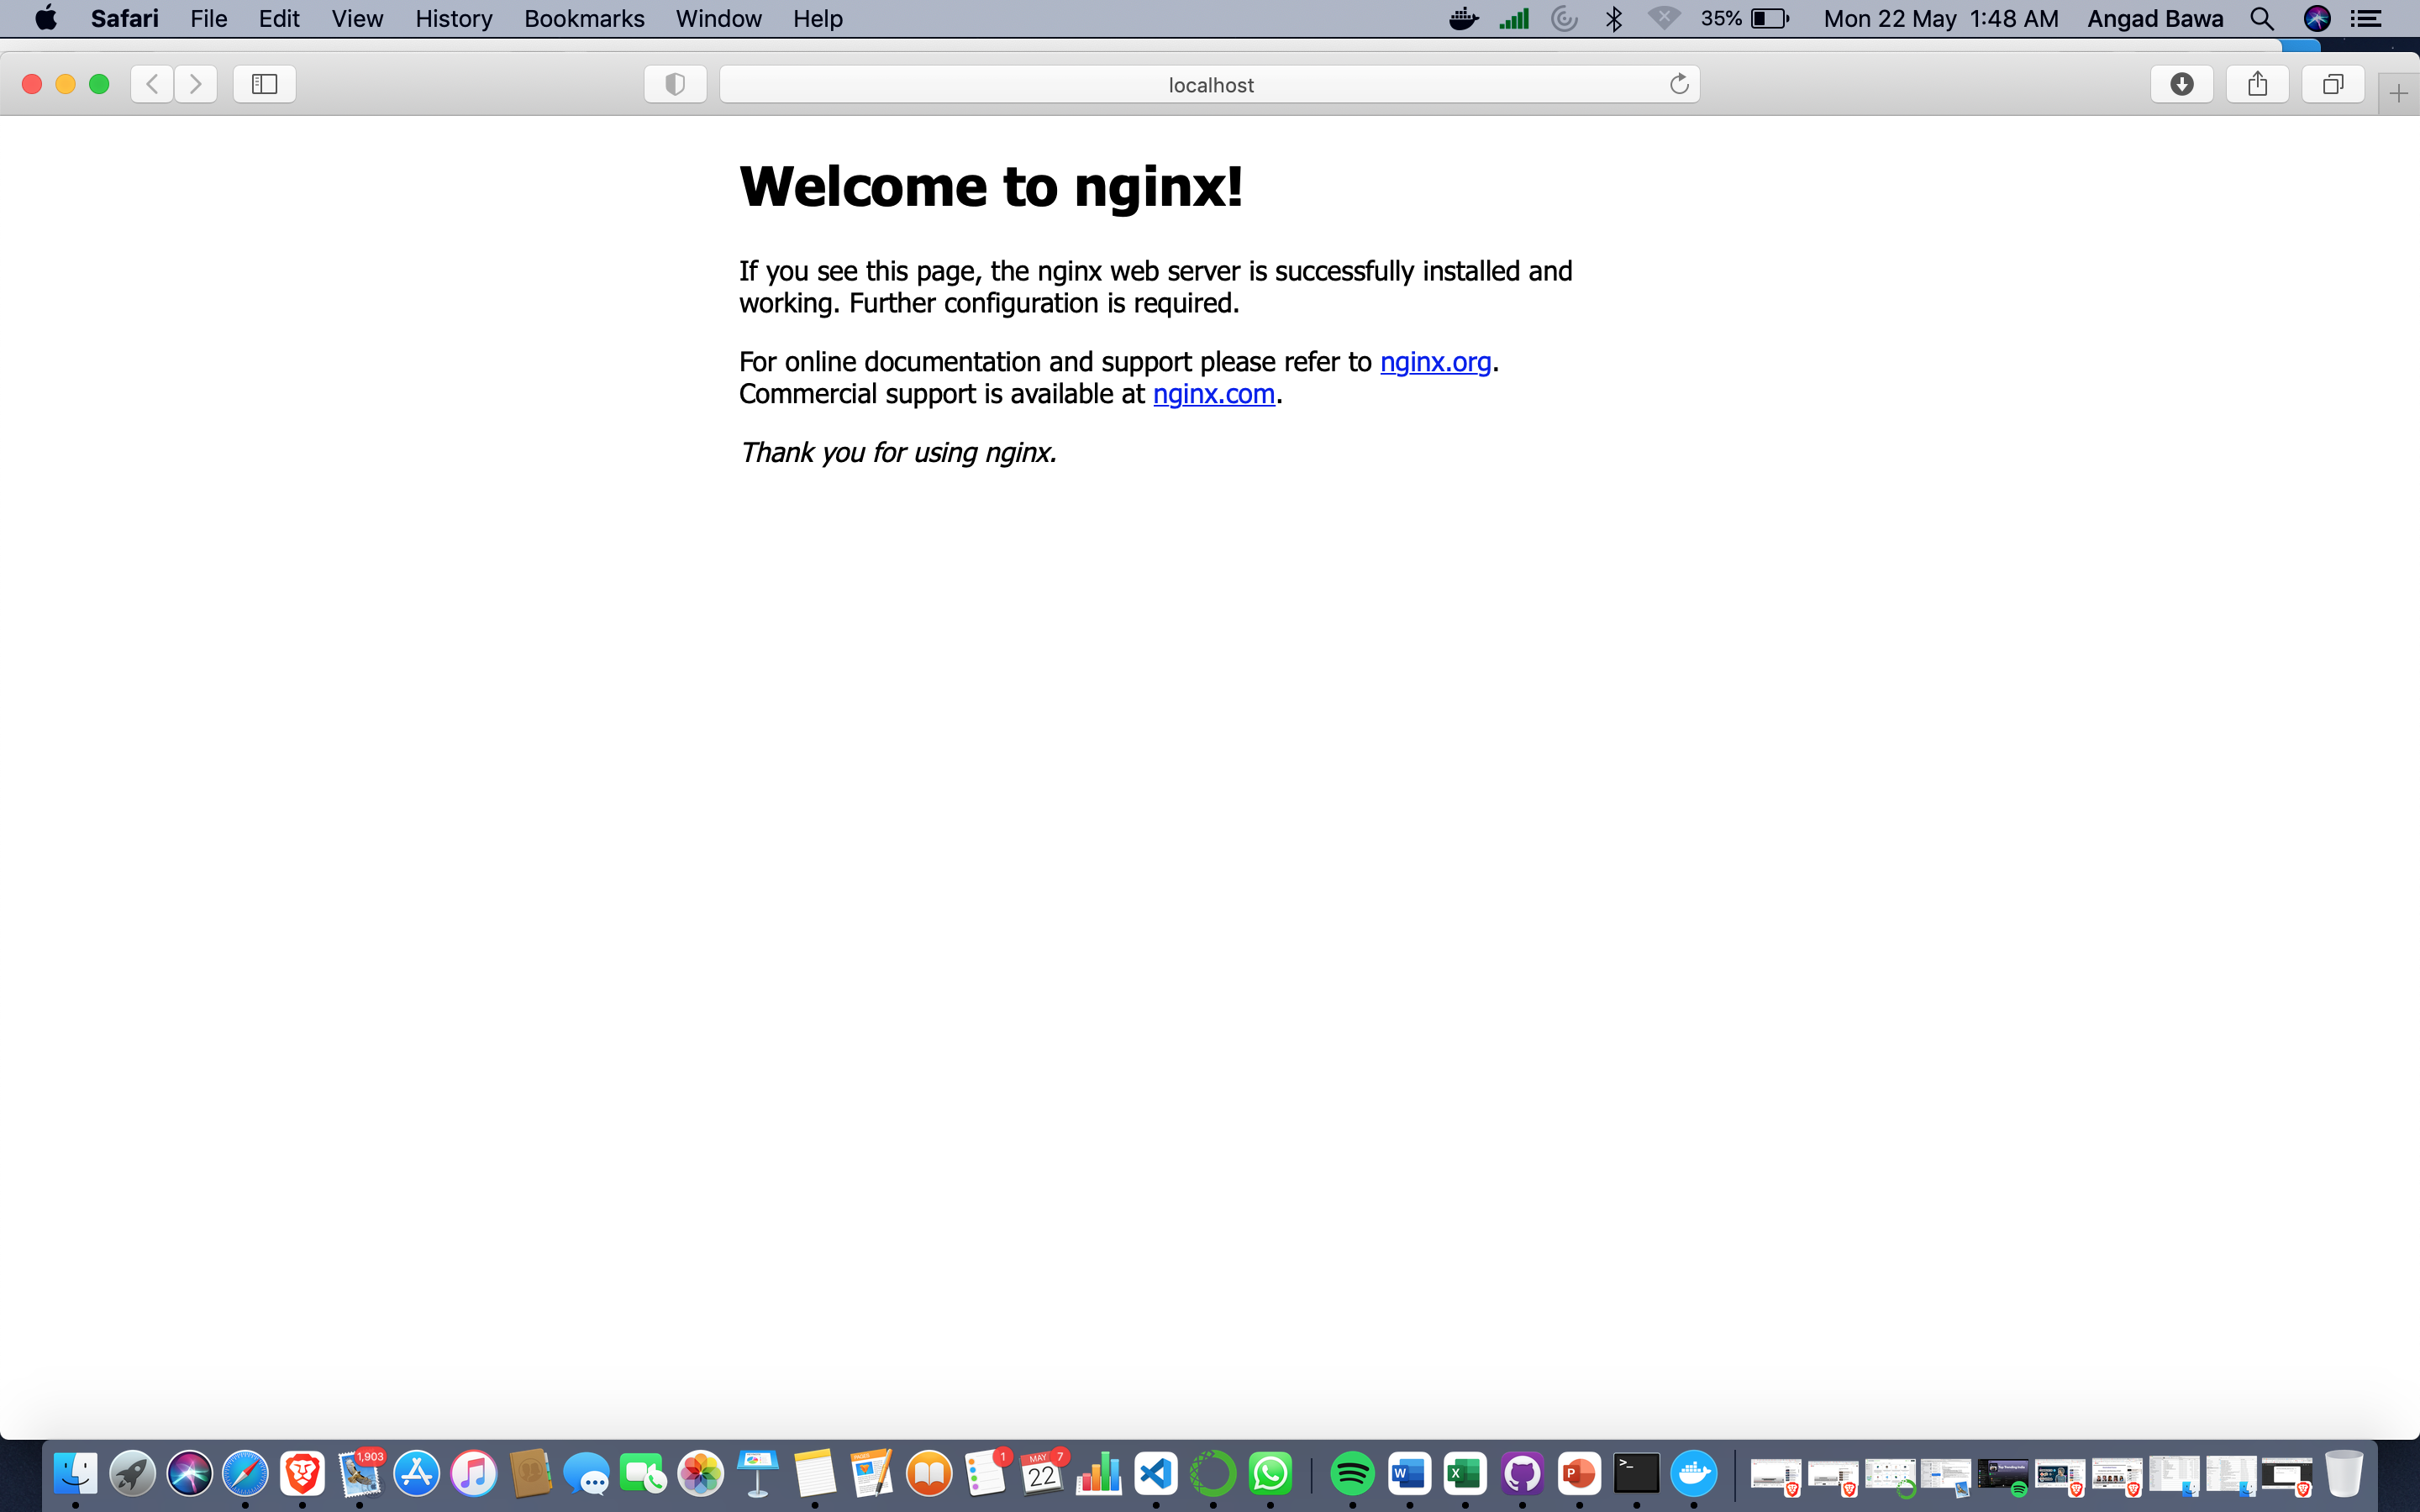 Safari File Edit View History Bookmarks Window Help 35% Mon 22 May 1:48 AM Angad Bawa
localhost
Welcome to nginx!
If you see this page, the nginx web server is successfully installed and
working. Further configuration is required.
For online documentation and support please refer to nginx.org.
Commercial support is available at nginx.com.
Thank you for using nginx.
1,903
1
MAY
7
22
W
X
P
>_